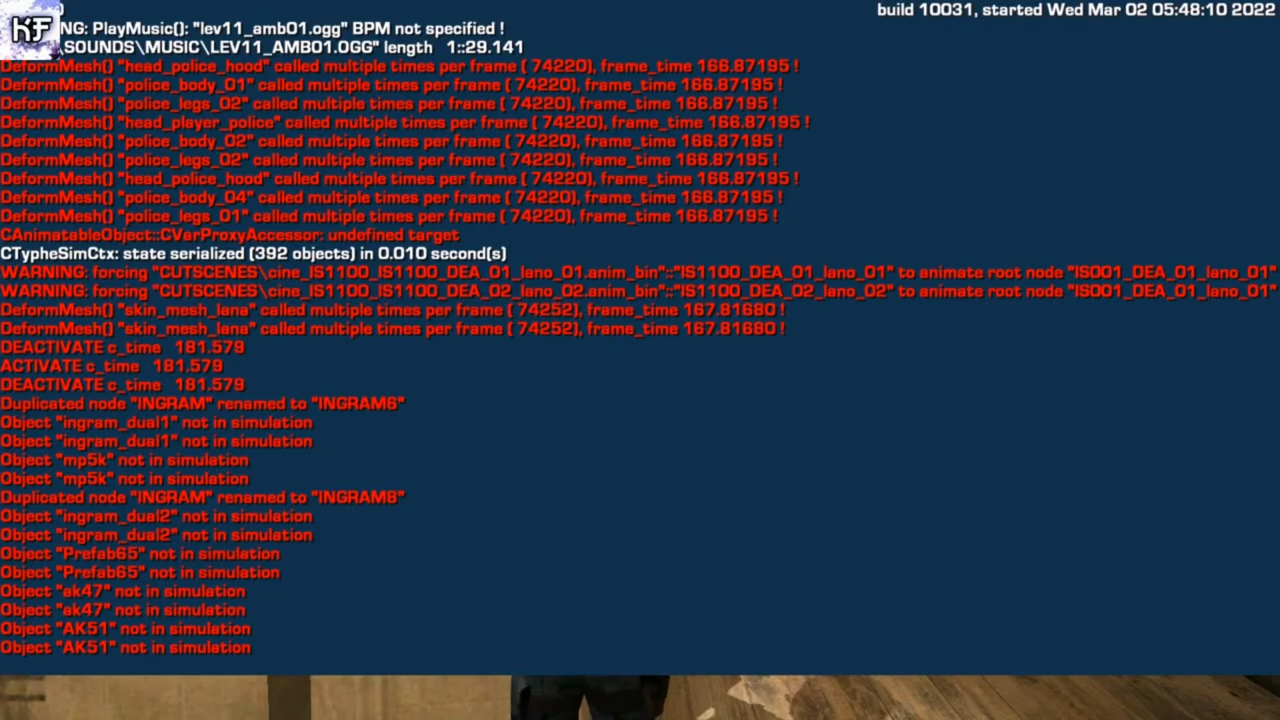 build 10031, started Wed Mar 02 05:48:10 2022
KF
NG: PlayMusic(): "lev11_amb01.ogg" BPM not specified !
\SOUNDS\MUSIC\LEV11_AMB01.OGG" length 1::29.141
DeformMesh() "head_police_hood" called multiple times per frame ( 74220), frame_time 166.87195 !
DeformMesh() "police_body_01" called multiple times per frame ( 74220), frame_time 166.87195 !
DeformMesh() "police_legs_02" called multiple times per frame ( 74220), frame_time 166.87195 !
DeformMesh() "head_player_police" called multiple times per frame ( 74220), frame_time 166.87195 !
DeformMesh() "police_body_02" called multiple times per frame ( 74220), frame_time 166.87195 !
DeformMesh() "police_legs_02" called multiple times per frame ( 74220), frame_time 166.87195 !
DeformMesh() "head_police_hood" called multiple times per frame ( 74220), frame_time 166.87195 !
DeformMesh() "police_body_04" called multiple times per frame ( 74220), frame_time 166.87195 !
DeformMesh() "police_legs_01" called multiple times per frame ( 74220), frame_time 166.87195 !
CAnimatableObject::CVarProxyAccessor: undefined target
CTypheSimCtx: state serialized (392 objects) in 0.010 second(s)
WARNING: forcing "CUTSCENES\cine_IS1100_IS1100_DEA_01_lano_01.anim_bin"::"IS1100_DEA_01_lano_01" to animate root node "IS001_DEA_01_lano_01"
WARNING: forcing "CUTSCENES\cine_IS1100_IS1100_DEA_02_lano_02.anim_bin"::"IS1100_DEA_02_lano_02" to animate root node "IS001_DEA_01_lano_01"
DeformMesh() "skin_mesh_lana" called multiple times per frame ( 74252), frame_time 167.81680 !
DeformMesh() "skin_mesh_lana" called multiple times per frame ( 74252), frame_time 167.81680 !
DEACTIVATE c_time 181.579
ACTIVATE c_time 181.579
DEACTIVATE c_time 181.579
Duplicated node "INGRAM" renamed to "INGRAM6"
Object "ingram_dual1" not in simulation
Object "ingram_dual1" not in simulation
Object "mp5k" not in simulation
Object "mp5k" not in simulation
Duplicated node "INGRAM" renamed to "INGRAM8"
Object "ingram_dual2" not in simulation
Object "ingram_dual2" not in simulation
Object "Prefab65" not in simulation
Object "Prefab65" not in simulation
Object "ak47" not in simulation
Object "ak47" not in simulation
Object "AK51" not in simulation
Object "AK51" not in simulation